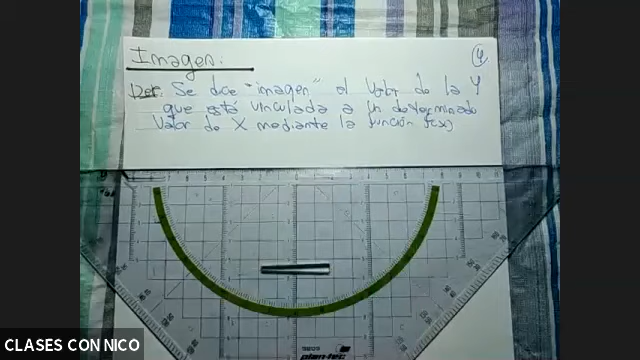 Imagen:
4
Def: Se dice "imagen" al Valor de la Y
que está vinculada a un determinado
Valor de X mediante la función f(x)
CLASES CON NICO